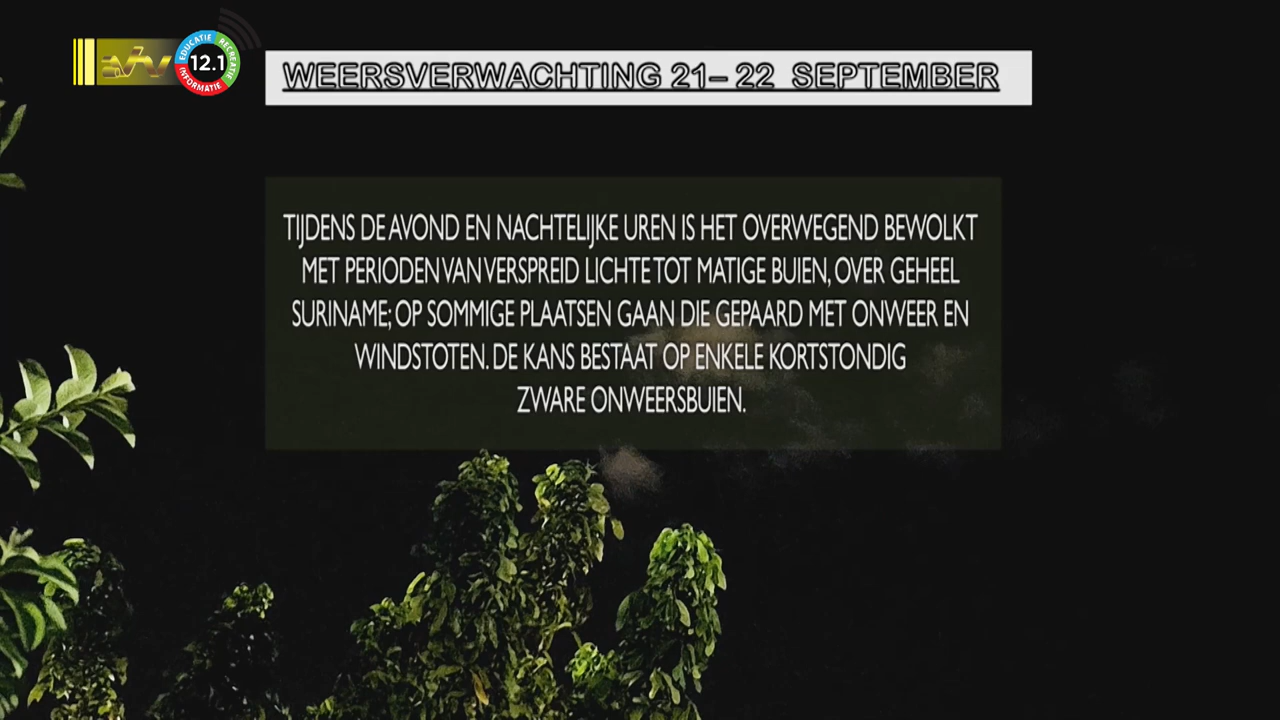 EDUCATIE
RECREATIE
INFORMATIE
12.1
WEERSVERWACHTING 21– 22 SEPTEMBER
TIJDENS DE AVOND EN NACHTELIJKE UREN IS HET OVERWEGEND BEWOLKT
MET PERIODEN VAN VERSPREID LICHTE TOT MATIGE BUIEN, OVER GEHEEL
SURINAME; OP SOMMIGE PLAATSEN GAAN DIE GEPAARD MET ONWEER EN
WINDSTOTEN. DE KANS BESTAAT OP ENKELE KORTSTONDIG
ZWARE ONWEERSBUIEN.